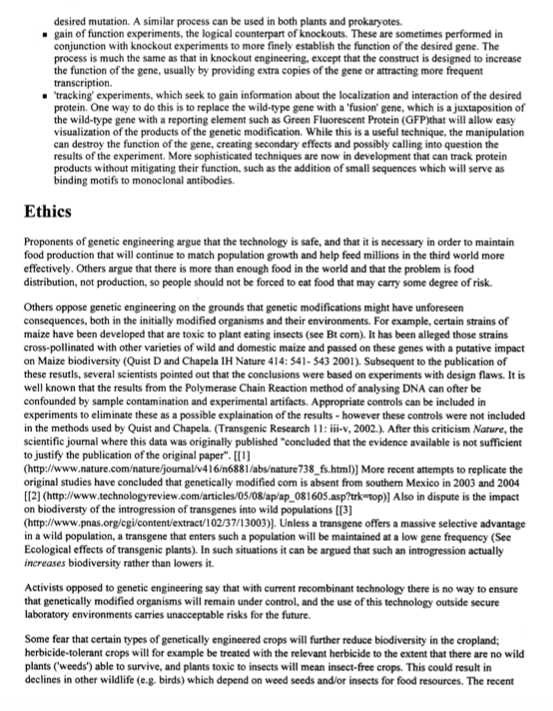 desired mutation. A similar process can be used in both plants and prokaryotes.
▪ gain of function experiments, the logical counterpart of knockouts. These are sometimes performed in
conjunction with knockout experiments to more finely establish the function of the desired gene. The
process is much the same as that in knockout engineering, except that the construct is designed to increase
the function of the gene, usually by providing extra copies of the gene or attracting more frequent
transcription.
▪ 'tracking' experiments, which seek to gain information about the localization and interaction of the desired
protein. One way to do this is to replace the wild-type gene with a 'fusion' gene, which is a juxtaposition of
the wild-type gene with a reporting element such as Green Fluorescent Protein (GFP)that will allow easy
visualization of the products of the genetic modification. While this is a useful technique, the manipulation
can destroy the function of the gene, creating secondary effects and possibly calling into question the
results of the experiment. More sophisticated techniques are now in development that can track protein
products without mitigating their function, such as the addition of small sequences which will serve as
binding motifs to monoclonal antibodies.
Ethics
Proponents of genetic engineering argue that the technology is safe, and that it is necessary in order to maintain
food production that will continue to match population growth and help feed millions in the third world more
effectively. Others argue that there is more than enough food in the world and that the problem is food
distribution, not production, so people should not be forced to eat food that may carry some degree of risk.
Others oppose genetic engineering on the grounds that genetic modifications might have unforeseen
consequences, both in the initially modified organisms and their environments. For example, certain strains of
maize have been developed that are toxic to plant eating insects (see Bt corn). It has been alleged those strains
cross-pollinated with other varieties of wild and domestic maize and passed on these genes with a putative impact
on Maize biodiversity (Quist D and Chapela IH Nature 414: 541- 543 2001). Subsequent to the publication of
these resutls, several scientists pointed out that the conclusions were based on experiments with design flaws. It is
well known that the results from the Polymerase Chain Reaction method of analysing DNA can ofter be
confounded by sample contamination and experimental artifacts. Appropriate controls can be included in
experiments to eliminate these as a possible explaination of the results - however these controls were not included
in the methods used by Quist and Chapela. (Transgenic Research 11: iii-v, 2002.). After this criticism Nature, the
scientific journal where this data was originally published "concluded that the evidence available is not sufficient
to justify the publication of the original paper". [[1]
(http://www.nature.com/nature/journal/v416/n6881/abs/nature738_fs.html)] More recent attempts to replicate the
original studies have concluded that genetically modified corn is absent from southern Mexico in 2003 and 2004
[[2] (http://www.technologyreview.com/articles/05/08/ap/ap_081605.asp?trk=top)] Also in dispute is the impact
on biodiversty of the introgression of transgenes into wild populations [[3]
(http://www.pnas.org/cgi/content/extract/102/37/13003)]. Unless a transgene offers a massive selective advantage
in a wild population, a transgene that enters such a population will be maintained at a low gene frequency (See
Ecological effects of transgenic plants). In such situations it can be argued that such an introgression actually
increases biodiversity rather than lowers it.
Activists opposed to genetic engineering say that with current recombinant technology there is no way to ensure
that genetically modified organisms will remain under control, and the use of this technology outside secure
laboratory environments carries unacceptable risks for the future.
Some fear that certain types of genetically engineered crops will further reduce biodiversity in the cropland;
herbicide-tolerant crops will for example be treated with the relevant herbicide to the extent that there are no wild
plants ('weeds') able to survive, and plants toxic to insects will mean insect-free crops. This could result in
declines in other wildlife (e.g. birds) which depend on weed seeds and/or insects for food resources. The recent